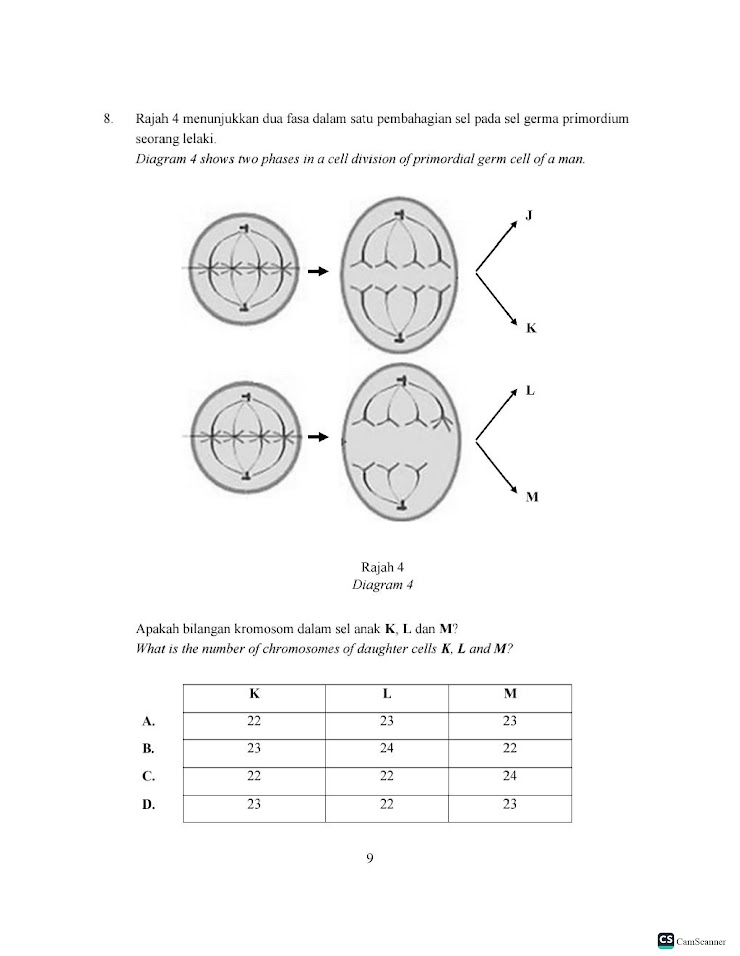 8. Rajah 4 menunjukkan dua fasa dalam satu pembahagian sel pada sel germa primordium
seorang lelaki.
Diagram 4 shows two phases in a cell division of primordial germ cell of a man.
J
K
L
M
Rajah 4
Diagram 4
Apakah bilangan kromosom dalam sel anak K, L dan M?
What is the number of chromosomes of daughter cells K, L and M?
K L M
A. 22 23 23
B. 23 24 22
C. 22 22 24
D. 23 22 23
9
CS CamScanner